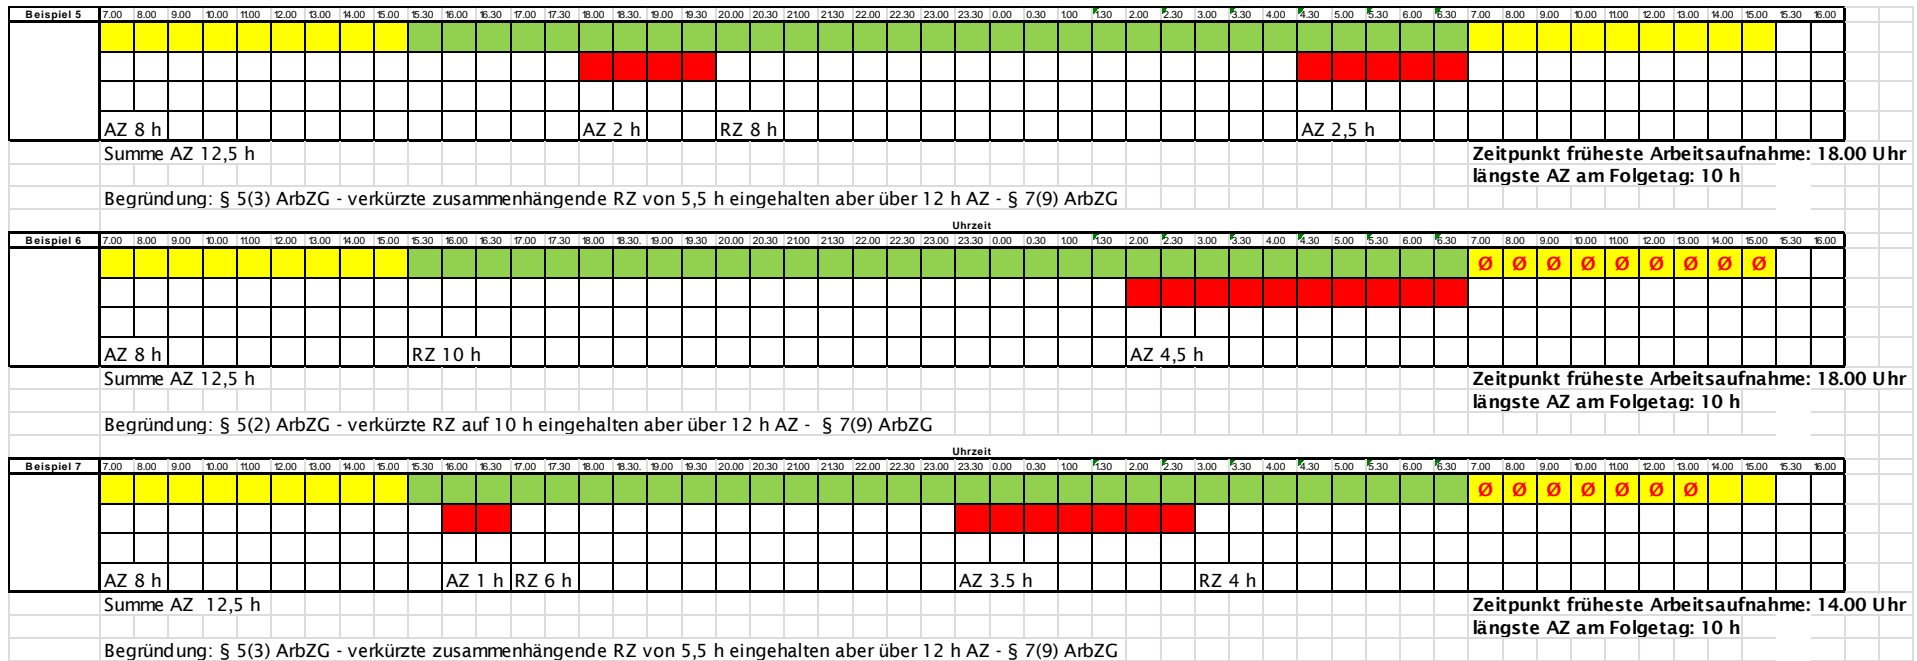 Beispiel 5 7.00 8.00 9.00 10.00 11.00 12.00 13.00 14.00 15.00 15.30 16.00 16.30 17.00 17.30 18.00 18.30. 19.00 19.30 20.00 20.30 21.00 21.30 22.00 22.30 23.00 23.30 0.00 0.30 1.00 1.30 2.00 2.30 3.00 3.30 4.00 4.30 5.00 5.30 6.00 6.30 7.00 8.00 9.00 10.00 11.00 12.00 13.00 14.00 15.00 15.30 16.00
AZ 8 h AZ 2 h RZ 8 h AZ 2,5 h
Summe AZ 12,5 h Zeitpunkt früheste Arbeitsaufnahme: 18.00 Uhr
längste AZ am Folgetag: 10 h
Begründung: § 5(3) ArbZG - verkürzte zusammenhängende RZ von 5,5 h eingehalten aber über 12 h AZ - § 7(9) ArbZG
Uhrzeit
Beispiel 6 7.00 8.00 9.00 10.00 11.00 12.00 13.00 14.00 15.00 15.30 16.00 16.30 17.00 17.30 18.00 18.30. 19.00 19.30 20.00 20.30 21.00 21.30 22.00 22.30 23.00 23.30 0.00 0.30 1.00 1.30 2.00 2.30 3.00 3.30 4.00 4.30 5.30 6.00 6.30 7.00 8.00 9.00 10.00 11.00 12.00 13.00 14.00 15.00 15.30 16.00
Ø Ø Ø Ø Ø Ø Ø Ø Ø
AZ 8 h RZ 10 h AZ 4,5 h
Summe AZ 12,5 h Zeitpunkt früheste Arbeitsaufnahme: 18.00 Uhr
längste AZ am Folgetag: 10 h
Begründung: § 5(2) ArbZG - verkürzte RZ auf 10 h eingehalten aber über 12 h AZ - § 7(9) ArbZG
Uhrzeit
Beispiel 7 7.00 8.00 9.00 10.00 11.00 12.00 13.00 14.00 15.00 15.30 16.00 16.30 17.00 17.30 18.00 18.30. 19.00 19.30 20.00 20.30 21.00 21.30 22.00 22.30 23.00 23.30 0.00 0.30 1.00 1.30 2.00 2.30 3.00 3.30 4.00 4.30 5.00 5.30 6.00 6.30 7.00 8.00 9.00 10.00 11.00 12.00 13.00 14.00 15.00 15.30 16.00
Ø Ø Ø Ø Ø Ø Ø
AZ 8 h AZ 1 h RZ 6 h AZ 3.5 h RZ 4 h
Summe AZ 12,5 h Zeitpunkt früheste Arbeitsaufnahme: 14.00 Uhr
längste AZ am Folgetag: 10 h
Begründung: § 5(3) ArbZG - verkürzte zusammenhängende RZ von 5,5 h eingehalten aber über 12 h AZ - § 7(9) ArbZG